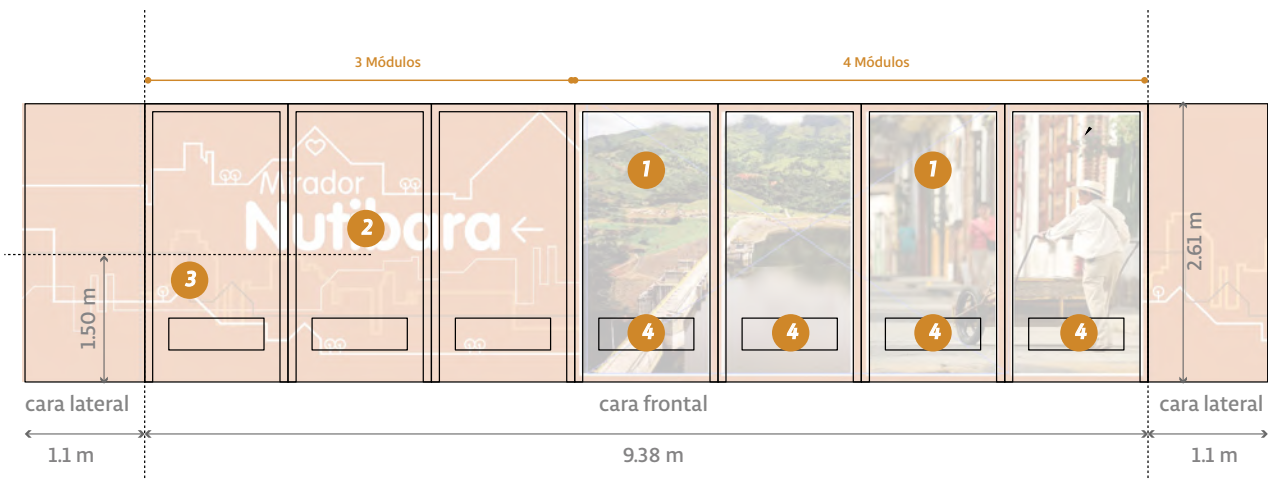 3 Módulos
4 Módulos
1
1
Mirador
2
Nutibara
3
2.61 m
1.50 m
4
4
4
4
cara lateral
cara frontal
cara lateral
1.1 m
9.38 m
1.1 m